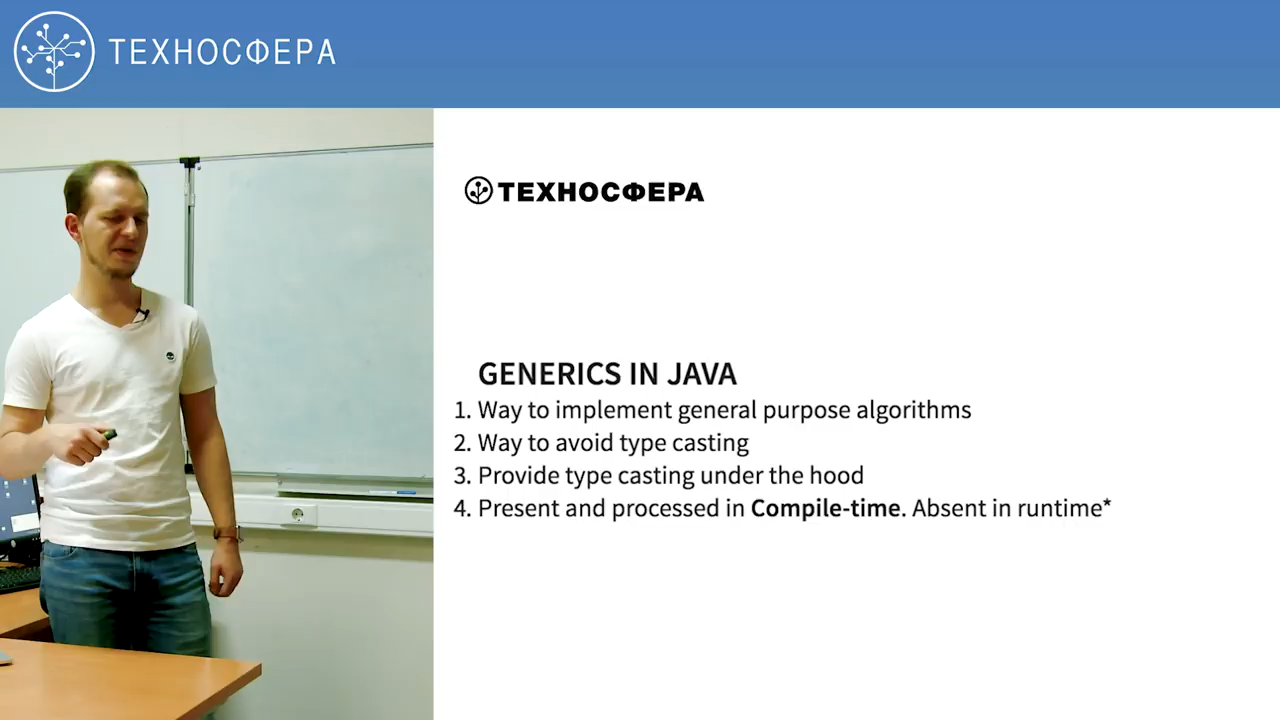 ТЕХНОСФЕРА
ТЕХНОСФЕРА
GENERICS IN JAVA
1. Way to implement general purpose algorithms
2. Way to avoid type casting
3. Provide type casting under the hood
4. Present and processed in Compile-time. Absent in runtime*